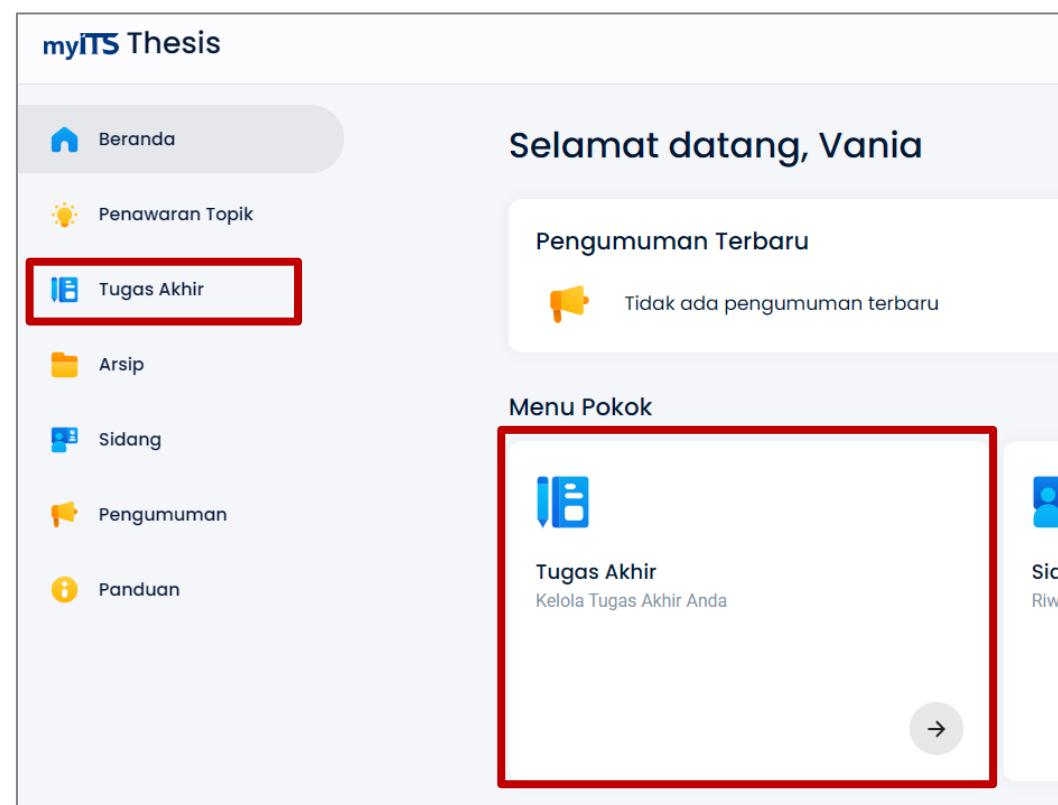 myITS Thesis
Beranda
Penawaran Topik
Tugas Akhir
Arsip
Sidang
Pengumuman
Panduan
Selamat datang, Vania
Pengumuman Terbaru
Tidak ada pengumuman terbaru
Menu Pokok
Tugas Akhir
Kelola Tugas Akhir Anda